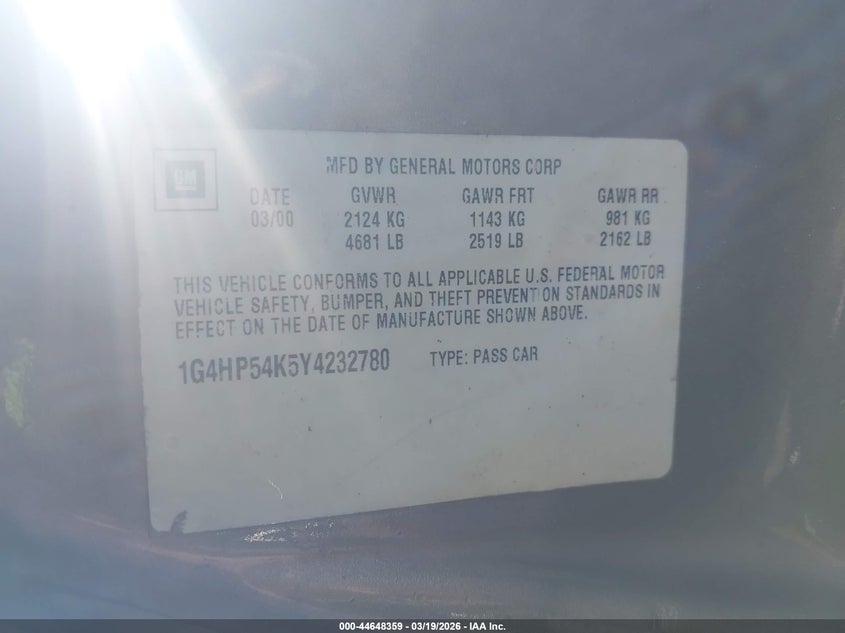 GM
MFD BY GENERAL MOTORS CORP
DATE GVWR GAWR FRT GAWR RR
03/00 2124 KG 1143 KG 981 KG
4681 LB 2519 LB 2162 LB
THIS VEHICLE CONFORMS TO ALL APPLICABLE U.S. FEDERAL MOTOR
VEHICLE SAFETY, BUMPER, AND THEFT PREVENTION STANDARDS IN
EFFECT ON THE DATE OF MANUFACTURE SHOWN ABOVE.
1G4HP54K5Y4232780 TYPE: PASS CAR
000-44648359 - 03/19/2026 - IAA Inc.